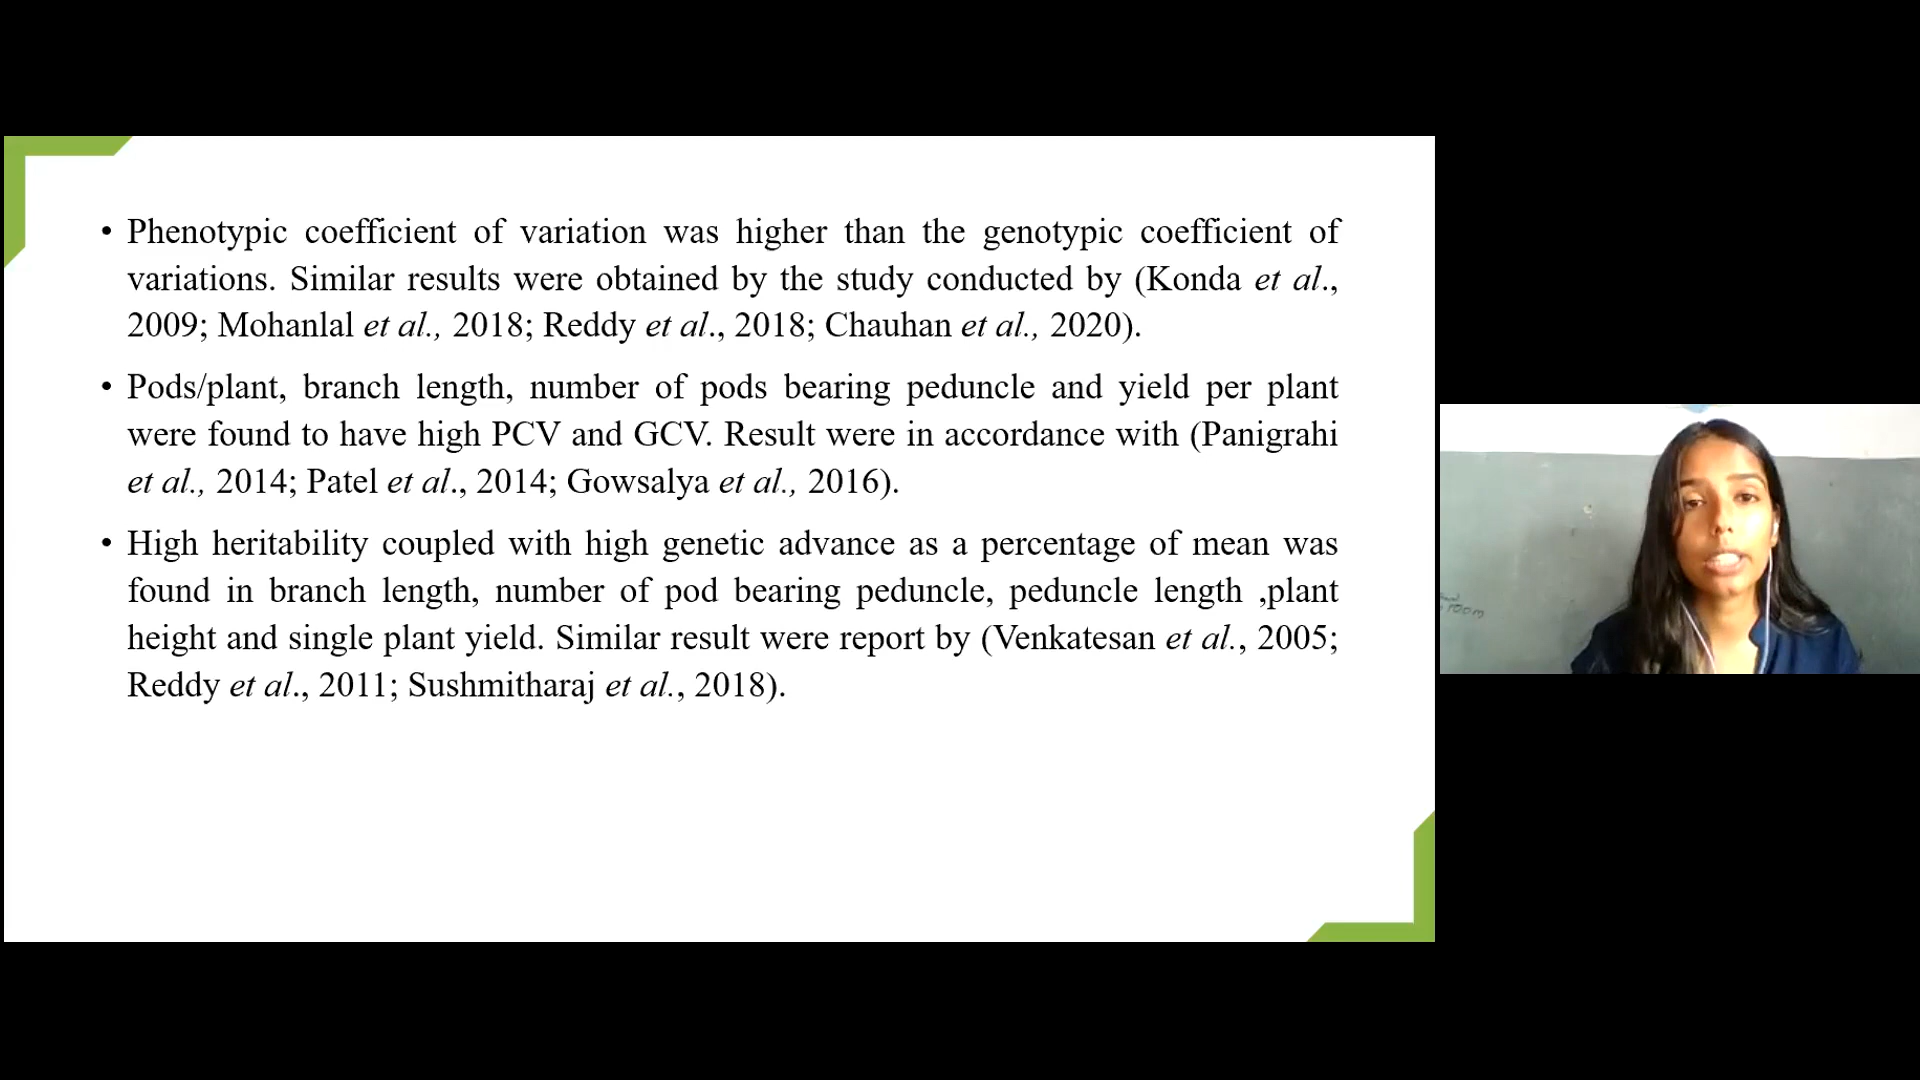 • Phenotypic coefficient of variation was higher than the genotypic coefficient of
variations. Similar results were obtained by the study conducted by (Konda et al.,
2009; Mohanlal et al., 2018; Reddy et al., 2018; Chauhan et al., 2020).
• Pods/plant, branch length, number of pods bearing peduncle and yield per plant
were found to have high PCV and GCV. Result were in accordance with (Panigrahi
et al., 2014; Patel et al., 2014; Gowsalya et al., 2016).
• High heritability coupled with high genetic advance as a percentage of mean was
found in branch length, number of pod bearing peduncle, peduncle length ,plant
height and single plant yield. Similar result were report by (Venkatesan et al., 2005;
Reddy et al., 2011; Sushmitharaj et al., 2018).